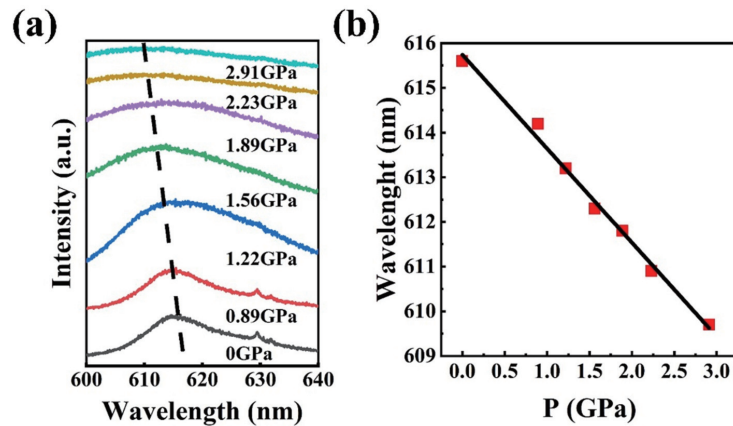 (a)
Intensity (a.u.)
2.91GPa
2.23GPa
1.89GPa
1.56GPa
1.22GPa
0.89GPa
0GPa
600 610 620 630 640
Wavelength (nm)
(b)
Wavelenght (nm)
616
615
614
613
612
611
610
609
0.0 0.5 1.0 1.5 2.0 2.5 3.0
P (GPa)